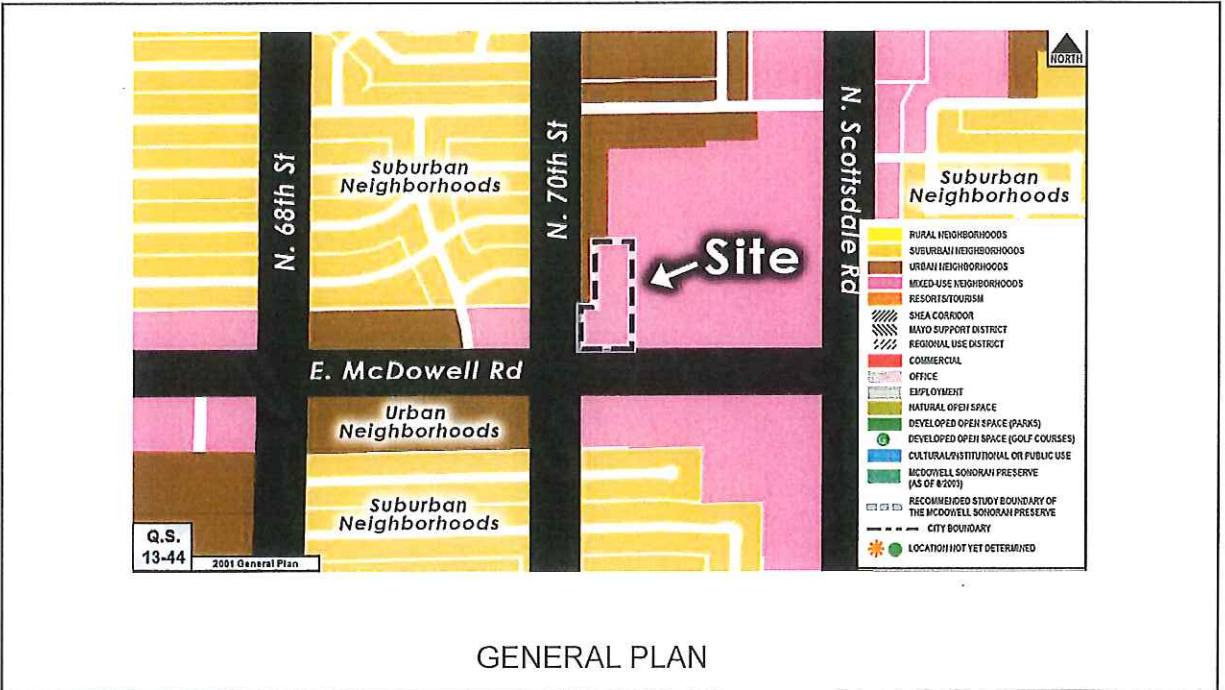 NORTH
N. 68th St
Suburban
Neighborhoods
N. 70th St
N. Scottsdale Rd
Suburban
Neighborhoods
Site
E. McDowell Rd
Urban
Neighborhoods
Suburban
Neighborhoods
RURAL NEIGHBORHOODS
SUBURBAN NEIGHBORHOODS
URBAN NEIGHBORHOODS
MIXED-USE NEIGHBORHOODS
RESORTS/TOURISM
SHEA CORRIDOR
MAYO SUPPORT DISTRICT
REGIONAL USE DISTRICT
COMMERCIAL
OFFICE
EMPLOYMENT
NATURAL OPEN SPACE
DEVELOPED OPEN SPACE (PARKS)
DEVELOPED OPEN SPACE (GOLF COURSES)
CULTURAL/INSTITUTIONAL OR PUBLIC USE
MCDOWELL SONORAN PRESERVE
(AS OF 8/2003)
RECOMMENDED STUDY BOUNDARY OF
THE MCDOWELL SONORAN PRESERVE
CITY BOUNDARY
LOCATION NOT YET DETERMINED
Q.S.
13-44
2001 General Plan
GENERAL PLAN